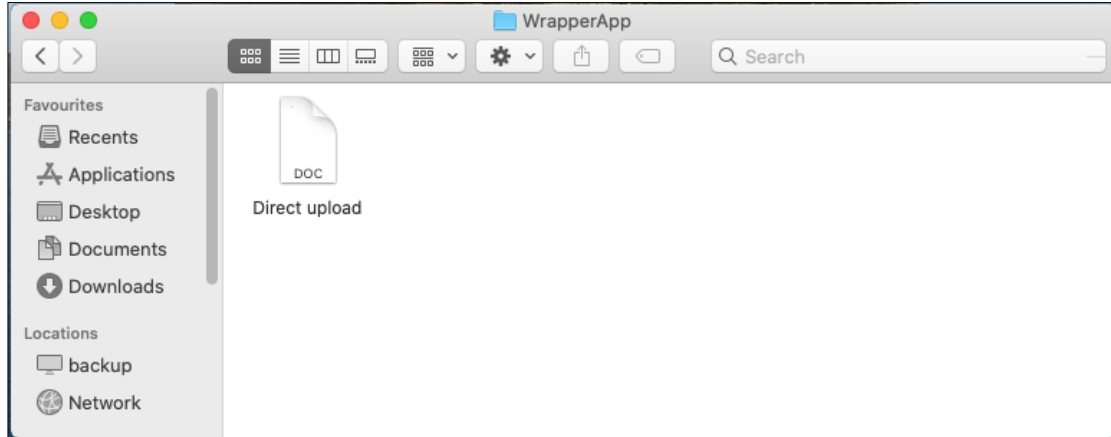 WrapperApp
Search
Favourites
Recents
Applications
Desktop
Documents
Downloads
Locations
backup
Network
DOC
Direct upload